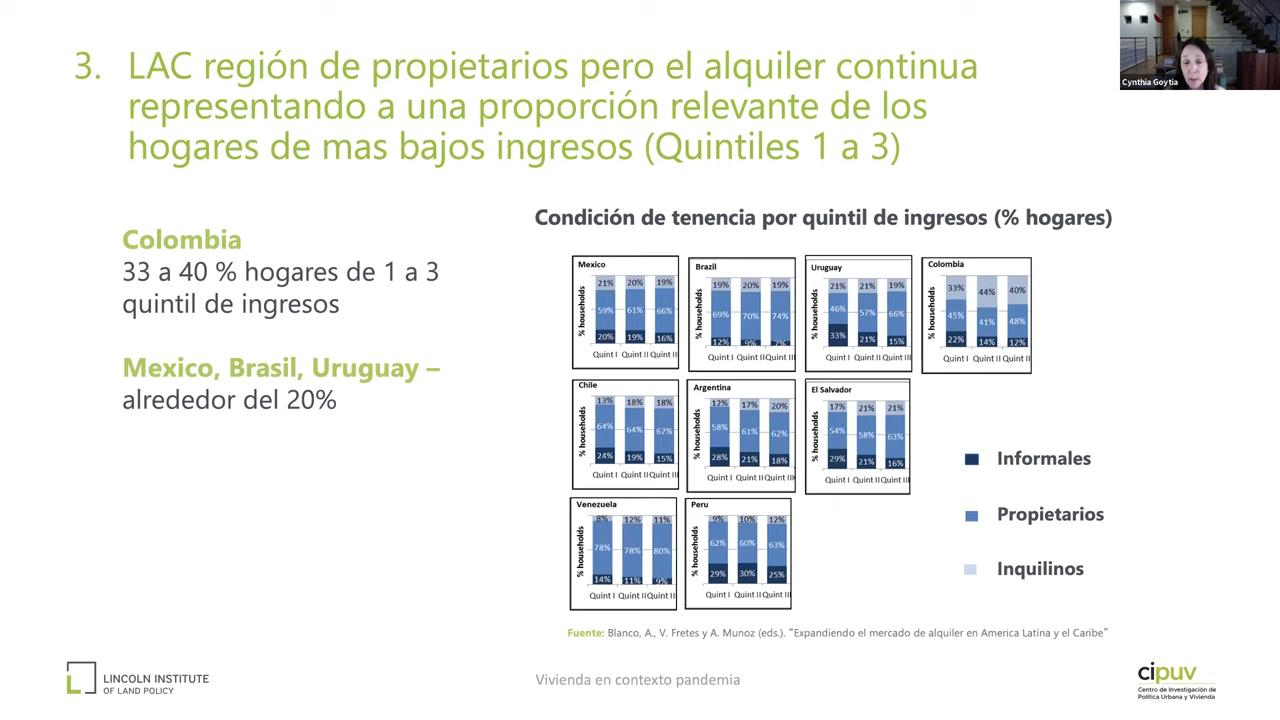 3. LAC región de propietarios pero el alquiler continua
representando a una proporción relevante de los
hogares de mas bajos ingresos (Quintiles 1 a 3)
Cynthia Goytia
Colombia
33 a 40 % hogares de 1 a 3
quintil de ingresos
Mexico, Brasil, Uruguay –
alrededor del 20%
Condición de tenencia por quintil de ingresos (% hogares)
Mexico
% households
21% 20% 19%
59% 61% 66%
20% 19% 16%
Quint I Quint II Quint II
Brazil
% households
19% 20% 19%
69% 70% 74%
12% 9% 7%
Quint I Quint II Quint III
Uruguay
% households
21% 21% 19%
46% 57% 66%
33% 21% 15%
Quint I Quint II Quint III
Colombia
% households
33% 44% 40%
45% 41% 48%
22% 14% 12%
Quint I Quint II Quint III
Chile
% households
13% 18% 18%
64% 64% 67%
24% 19% 15%
Quint I Quint II Quint III
Argentina
% households
12% 17% 20%
58% 61% 62%
28% 21% 18%
Quint I Quint II Quint III
El Salvador
% households
17% 21% 21%
54% 58% 63%
29% 21% 16%
Quint I Quint II Quint III
Venezuela
% households
8% 12% 11%
78% 78% 80%
14% 11% 9%
Quint I Quint II Quint III
Peru
% households
9% 10% 12%
62% 60% 63%
29% 30% 25%
Quint I Quint II Quint III
Informales
Propietarios
Inquilinos
Fuente: Blanco, A., V. Fretes y A. Munoz (eds.). “Expandiendo el mercado de alquiler en America Latina y el Caribe”
LINCOLN INSTITUTE
OF LAND POLICY
Vivienda en contexto pandemia
cipuv
Centro de Investigación de
Política Urbana y Vivienda